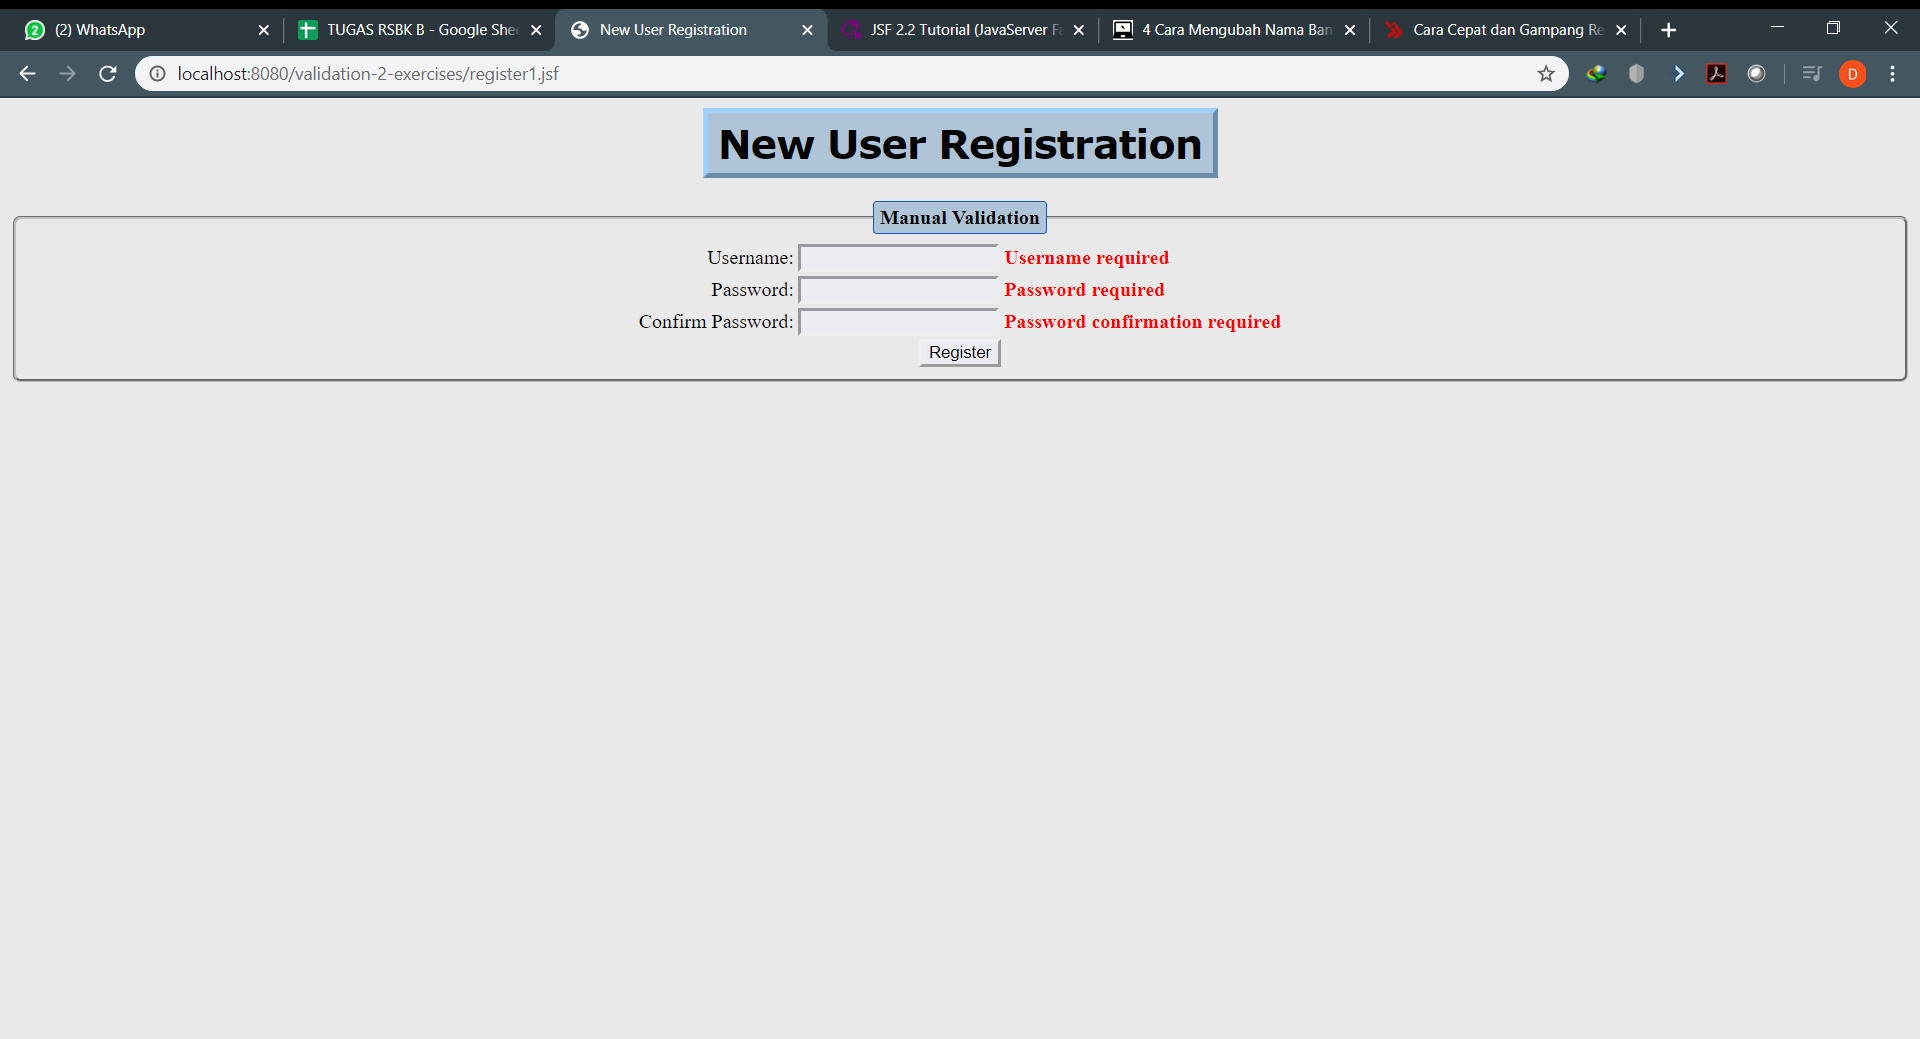 (2) WhatsApp
TUGAS RSBK B - Google Shee
New User Registration
JSF 2.2 Tutorial (JavaServer Fa
4 Cara Mengubah Nama Ban
Cara Cepat dan Gampang Re
localhost:8080/validation-2-exercises/register1.jsf
D
New User Registration
Manual Validation
Username: Username required
Password: Password required
Confirm Password: Password confirmation required
Register